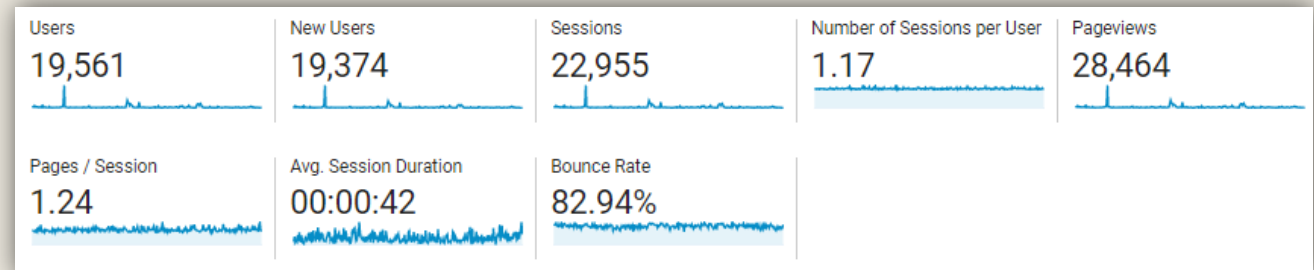 Users
19,561
New Users
19,374
Sessions
22,955
Number of Sessions per User
1.17
Pageviews
28,464
Pages / Session
1.24
Avg. Session Duration
00:00:42
Bounce Rate
82.94%